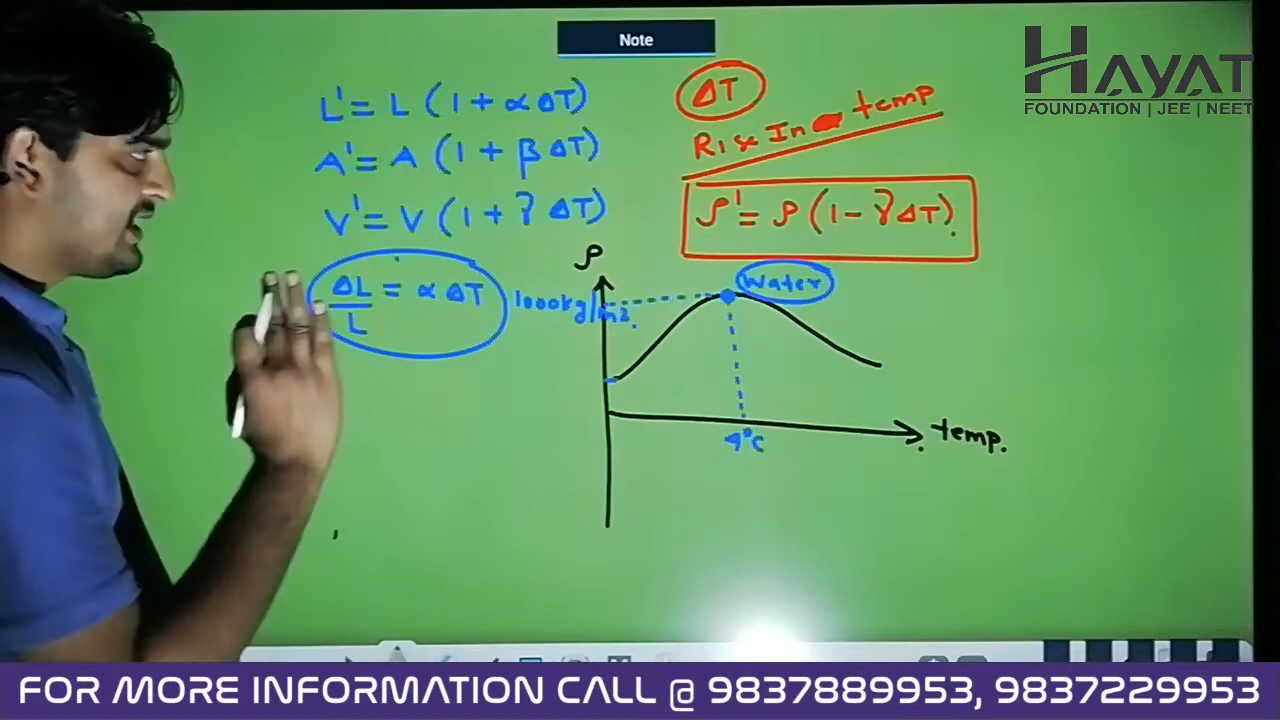 Note
HAYAT
FOUNDATION | JEE | NEET
L' = L (1 + α ΔT)
A' = A (1 + β ΔT)
V' = V (1 + γ ΔT)
ΔL/L = α ΔT
ΔT
Rise In temp
ρ' = ρ (1 - γ ΔT).
ρ
Water
1000kg/m3.
4°C
temp.
FOR MORE INFORMATION CALL @ 9837889953, 9837229953